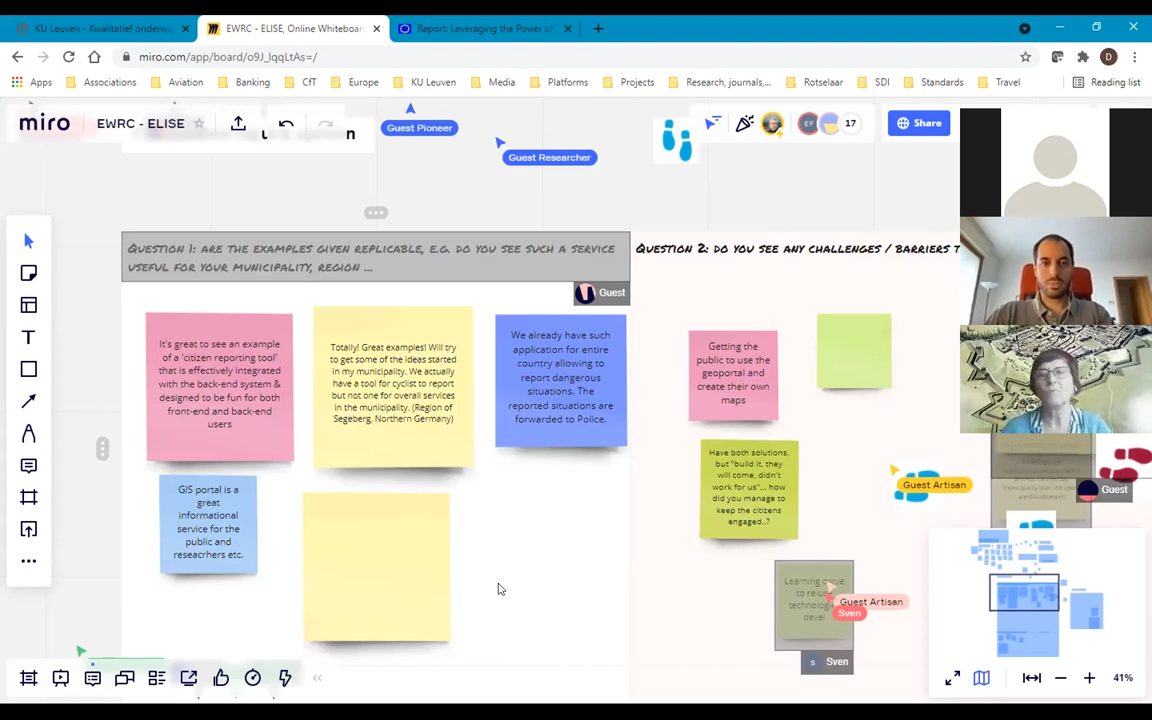 KU Leuven - Kwalitatief onderwij
EWRC - ELISE, Online Whiteboard
Report: Leveraging the Power of
miro.com/app/board/o9J_lqqLtAs=/
D
Apps
Associations
Aviation
Banking
CfT
Europe
KU Leuven
Media
Platforms
Projects
Research, journals,...
Rotselaar
SDI
Standards
Travel
Reading list
miro
EWRC - ELISE
Guest Pioneer
Guest Researcher
EF
17
Share
QUESTION 1: ARE THE EXAMPLES GIVEN REPLICABLE, E.G. DO YOU SEE SUCH A SERVICE
USEFUL FOR YOUR MUNICIPALITY, REGION ...
QUESTION 2: DO YOU SEE ANY CHALLENGES / BARRIERS T
Guest
It's great to see an example
of a 'citizen reporting tool'
that is effectively integrated
with the back-end system &
designed to be fun for both
front-end and back-end
users
Totally! Great examples! Will try
to get some of the ideas started
in my municipality. We actually
have a tool for cyclist to report
but not one for overall services
in the municipality. (Region of
Segeberg, Northern Germany)
We already have such
application for entire
country allowing to
report dangerous
situations. The
reported situations are
forwarded to Police.
Getting the
public to use the
geoportal and
create their own
maps
GIS portal is a
great
informational
service for the
public and
reseacrhers etc.
Have both solutions,
but "build it, they
will come, didn't
work for us"... how
did you manage to
keep the citizens
engaged..?
Guest Artisan
Guest
Learning curve
to re-use
technologi
devel
Guest Artisan
Sven
S Sven
41%